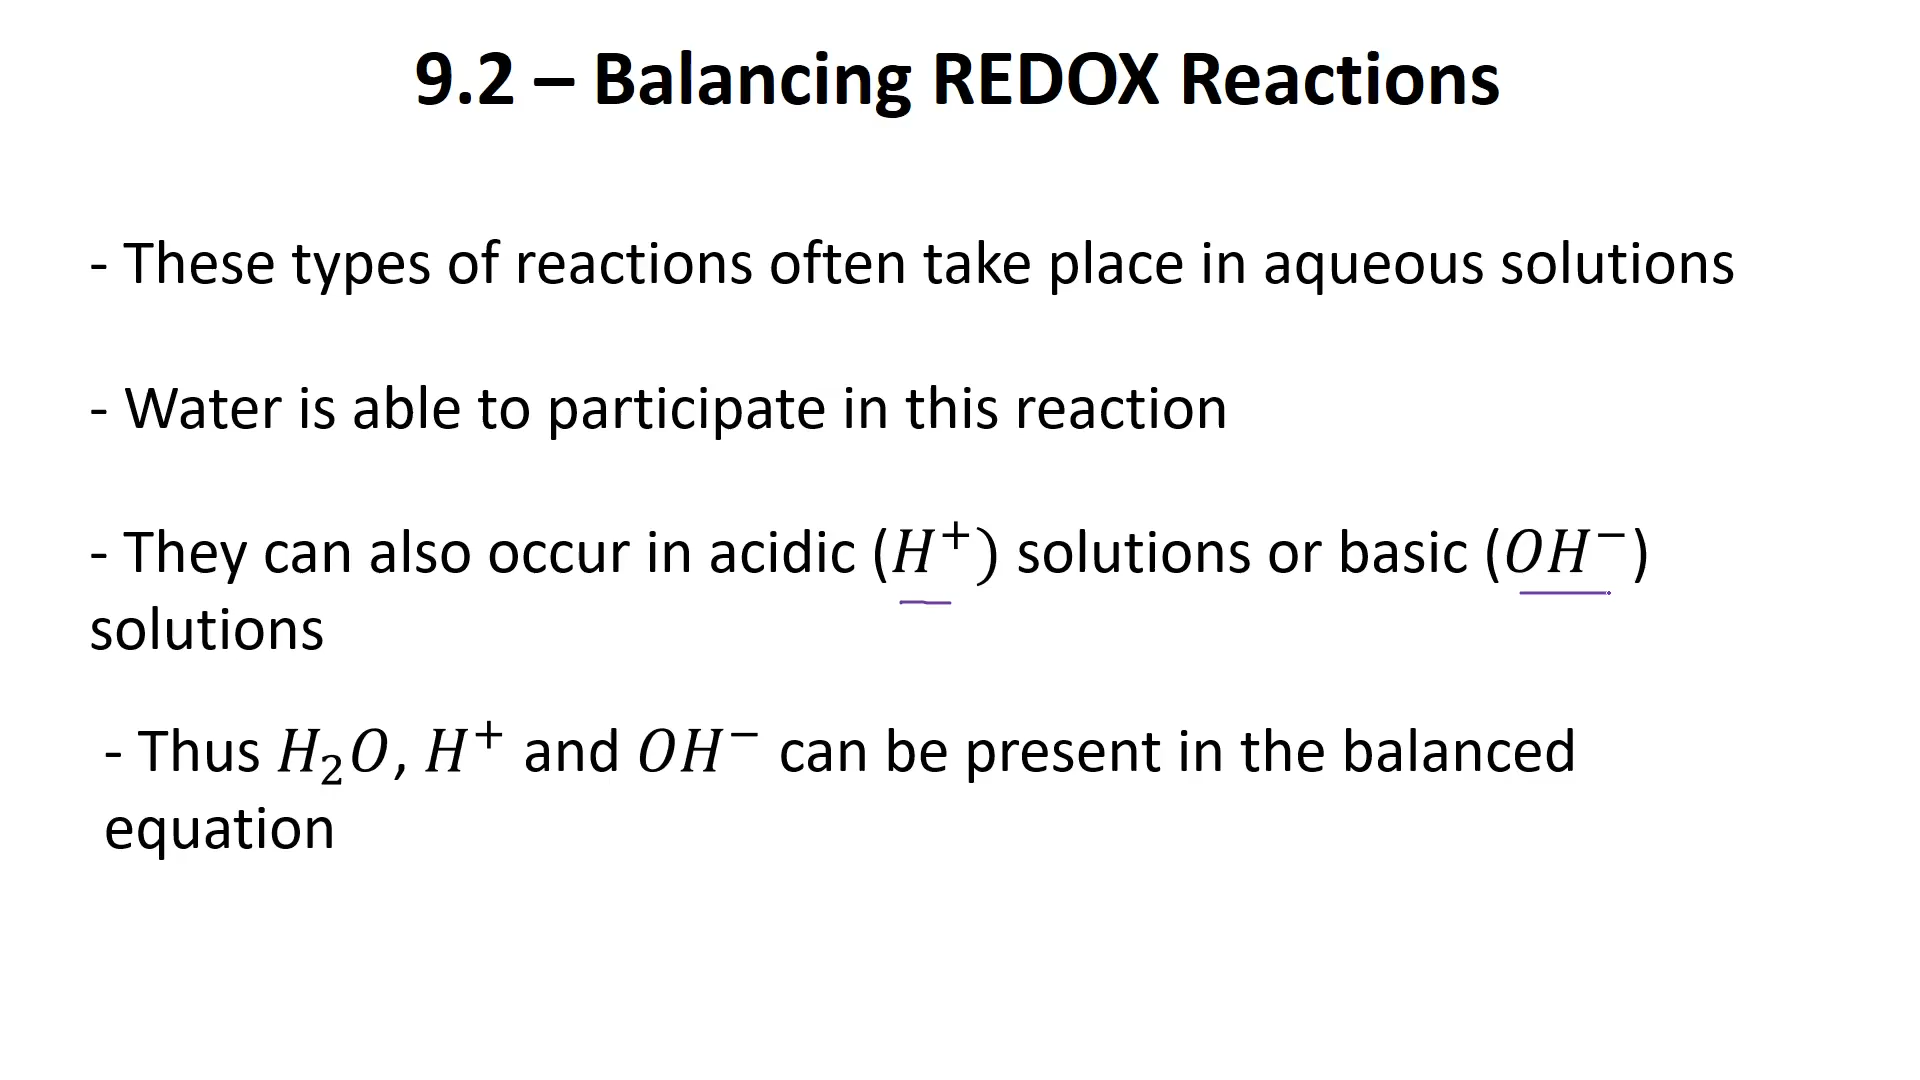 9.2 – Balancing REDOX Reactions
- These types of reactions often take place in aqueous solutions
- Water is able to participate in this reaction
- They can also occur in acidic (H⁺) solutions or basic (OH⁻)
solutions
- Thus H₂O, H⁺ and OH⁻ can be present in the balanced
equation